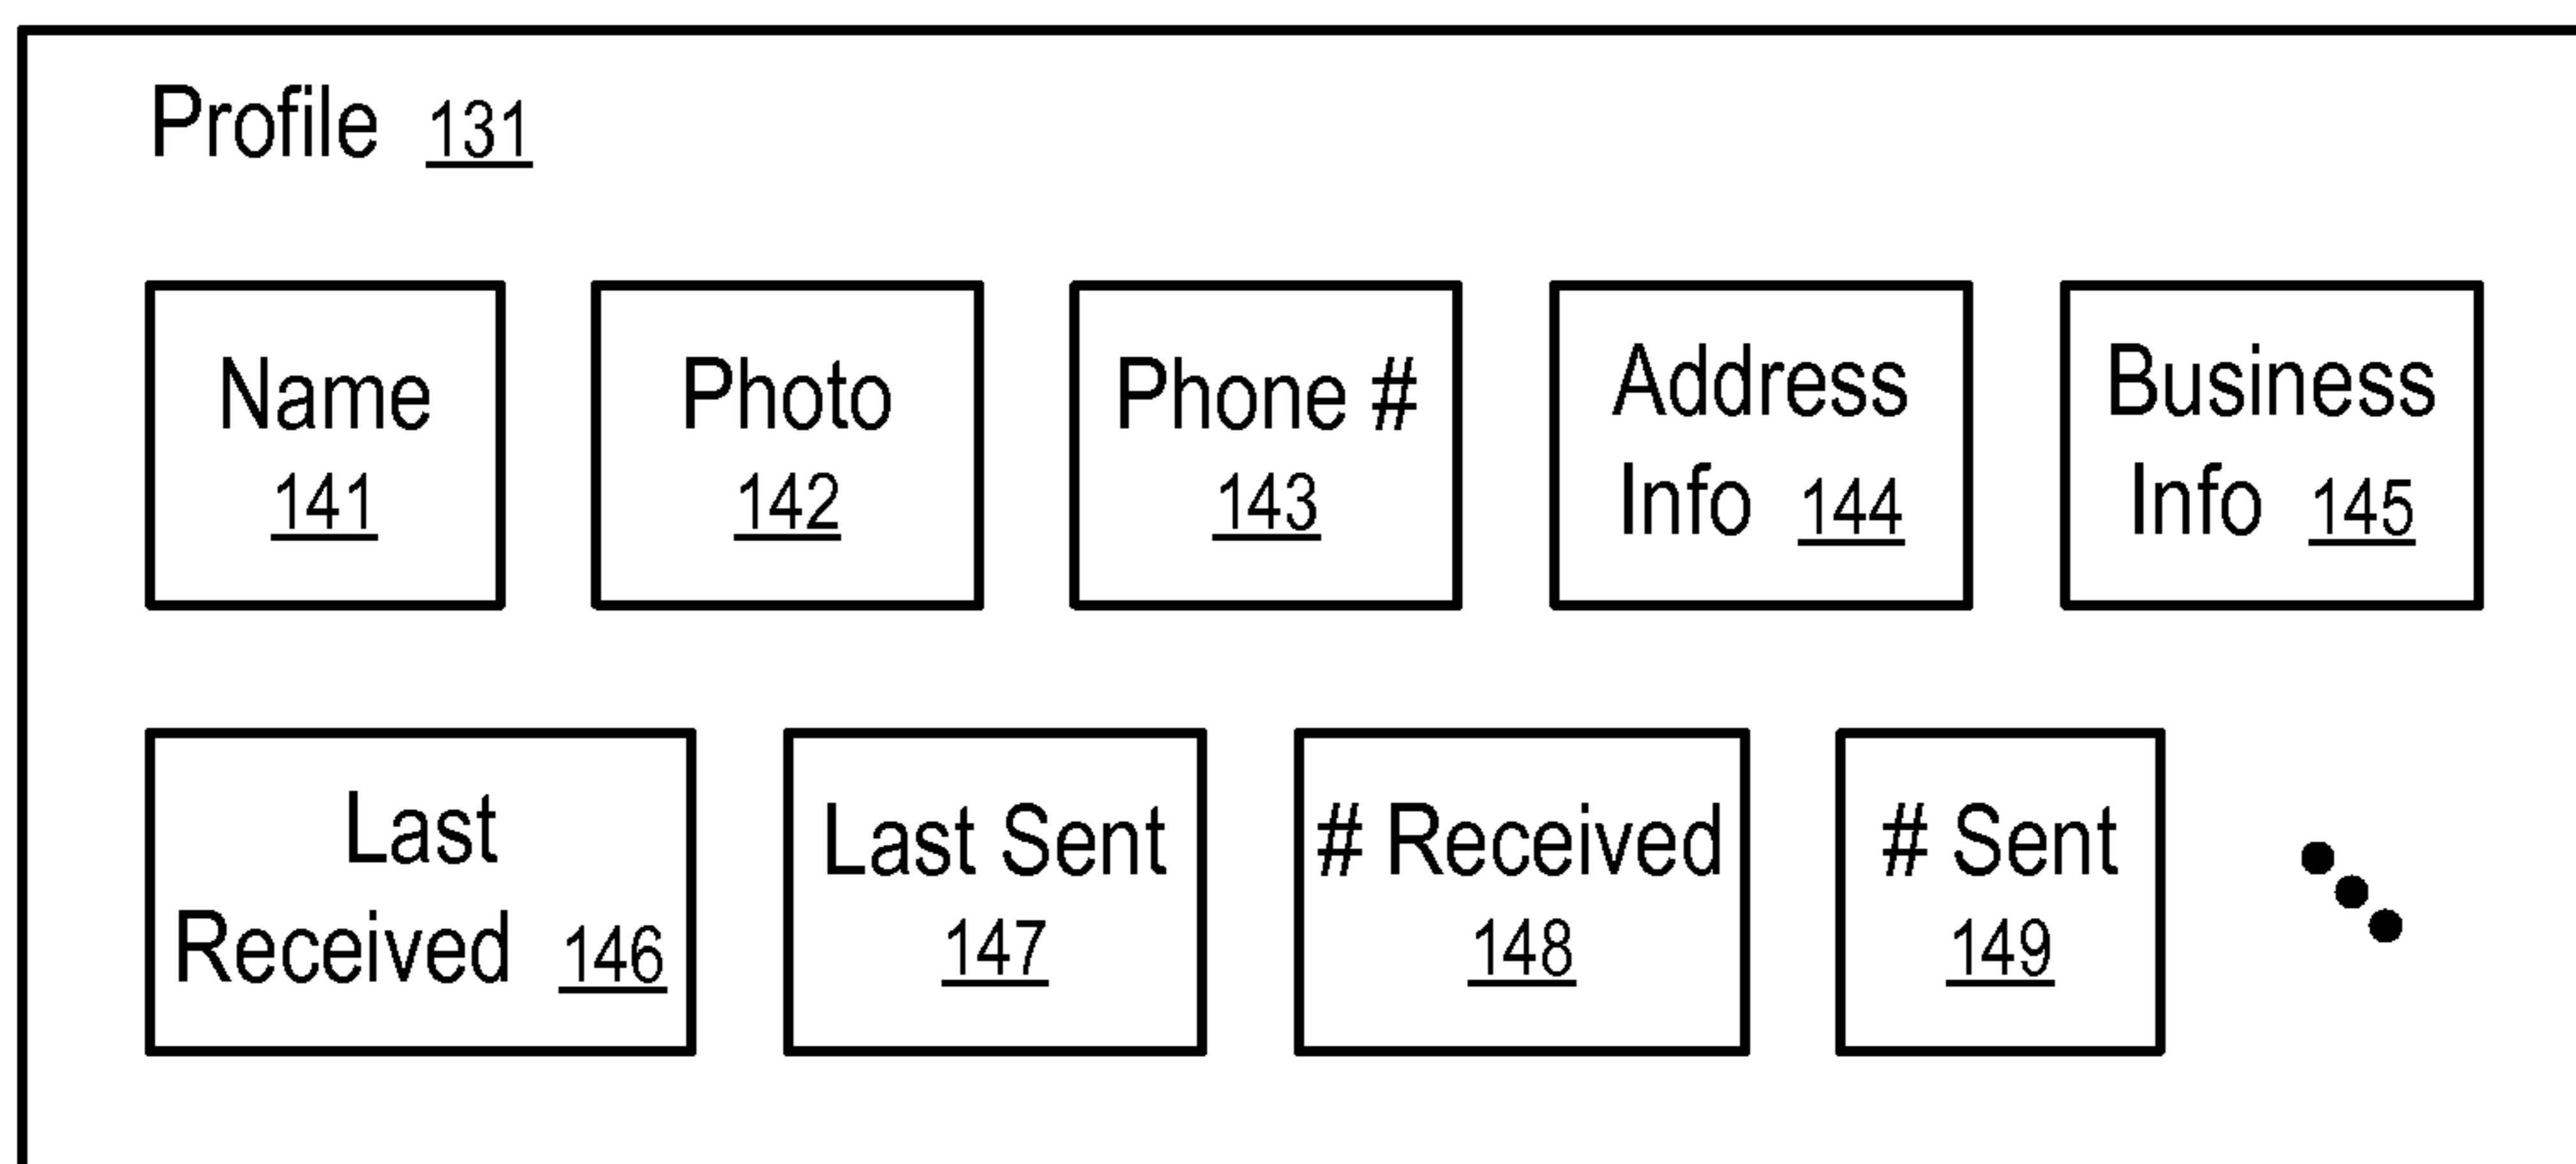 Profile 131
Name
141
Photo
142
Phone #
143
Address
Info 144
Business
Info 145
Last
Received 146
Last Sent
147
# Received
148
# Sent
149